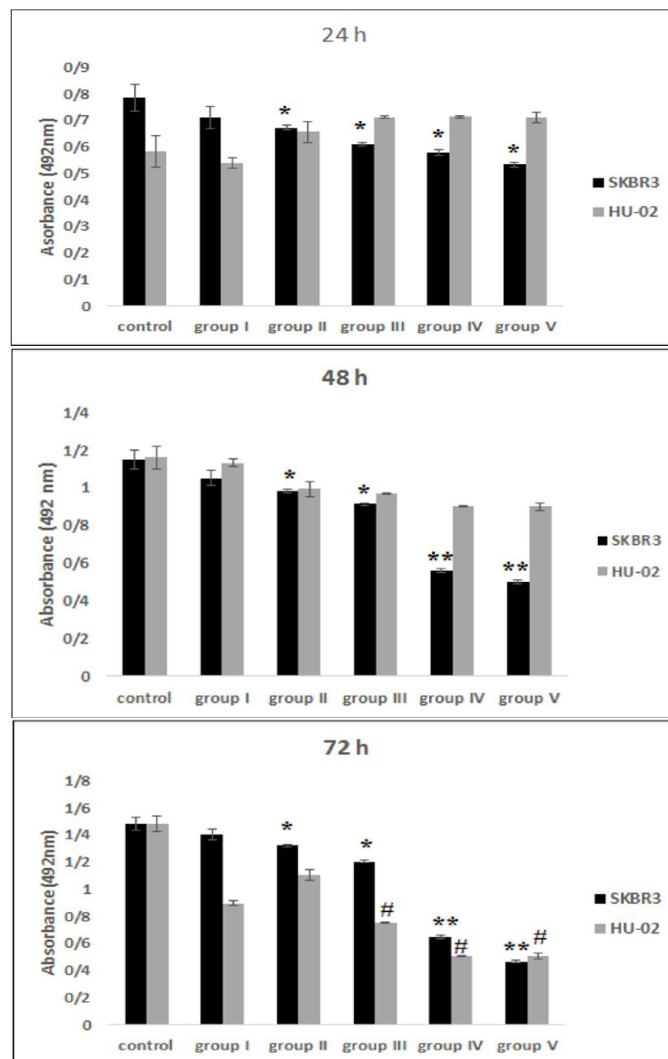 24 h
Asorbance (492nm)
0/9
0/8
0/7
0/6
0/5
0/4
0/3
0/2
0/1
0
*
*
*
*
SKBR3
HU-02
control group I group II group III group IV group V
48 h
Absorbance (492 nm)
1/4
1/2
1
0/8
0/6
0/4
0/2
0
*
*
**
**
SKBR3
HU-02
control group I group II group III group IV group V
72 h
Absorbance (492nm)
1/8
1/6
1/4
1/2
1
0/8
0/6
0/4
0/2
0
*
*
#
**
#
**
#
SKBR3
HU-02
control group I group II group III group IV group V